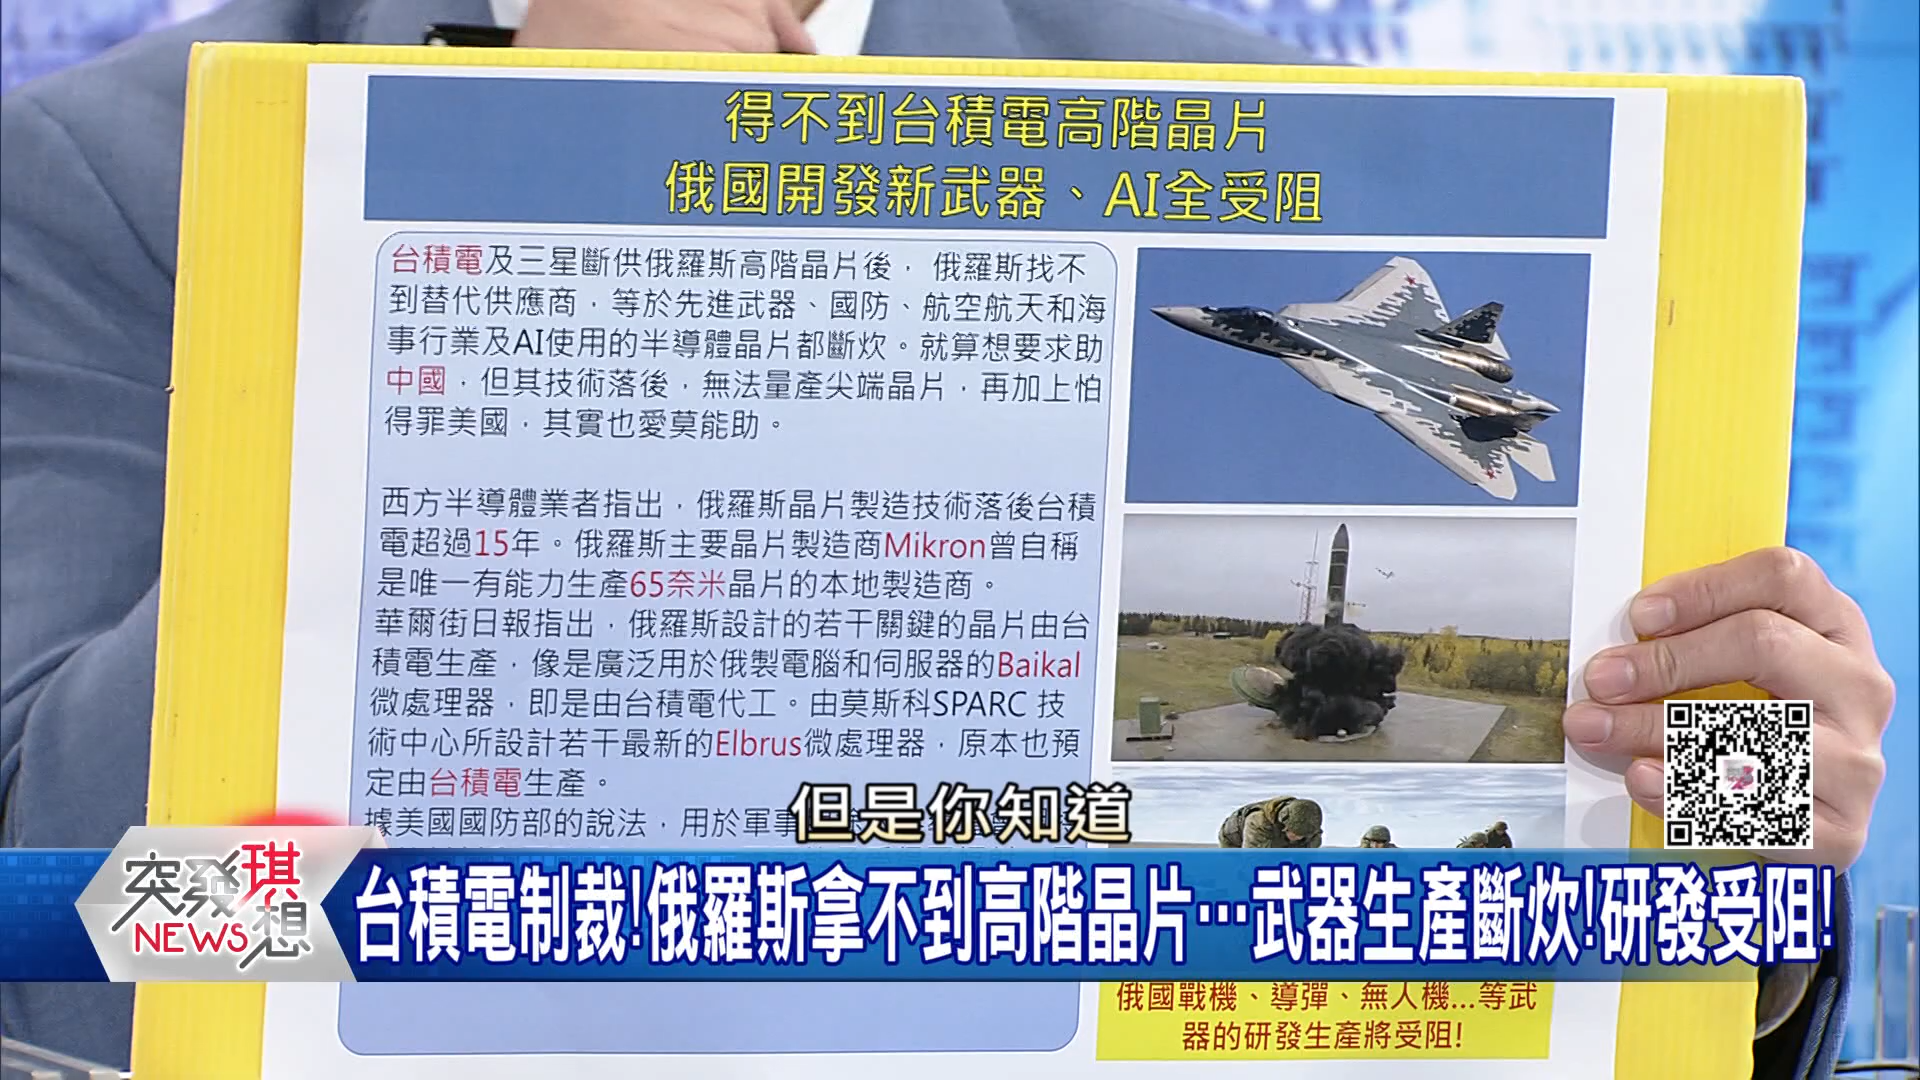 得不到台積電高階晶片
俄國開發新武器、AI全受阻
台積電及三星斷供俄羅斯高階晶片後，俄羅斯找不
到替代供應商，等於先進武器、國防、航空航天和海
事行業及AI使用的半導體晶片都斷炊。就算想要求助
中國，但其技術落後，無法量產尖端晶片，再加上怕
得罪美國，其實也愛莫能助。
西方半導體業者指出，俄羅斯晶片製造技術落後台積
電超過15年。俄羅斯主要晶片製造商Mikron曾自稱
是唯一有能力生產65奈米晶片的本地製造商。
華爾街日報指出，俄羅斯設計的若干關鍵的晶片由台
積電生產，像是廣泛用於俄製電腦和伺服器的Baikal
微處理器，即是由台積電代工。由莫斯科SPARC 技
術中心所設計若干最新的Elbrus微處理器，原本也預
定由台積電生產。
據美國國防部的說法，用於軍事
但是你知道
突發琪想
NEWS
台積電制裁!俄羅斯拿不到高階晶片…武器生產斷炊!研發受阻!
俄國戰機、導彈、無人機...等武
器的研發生產將受阻!